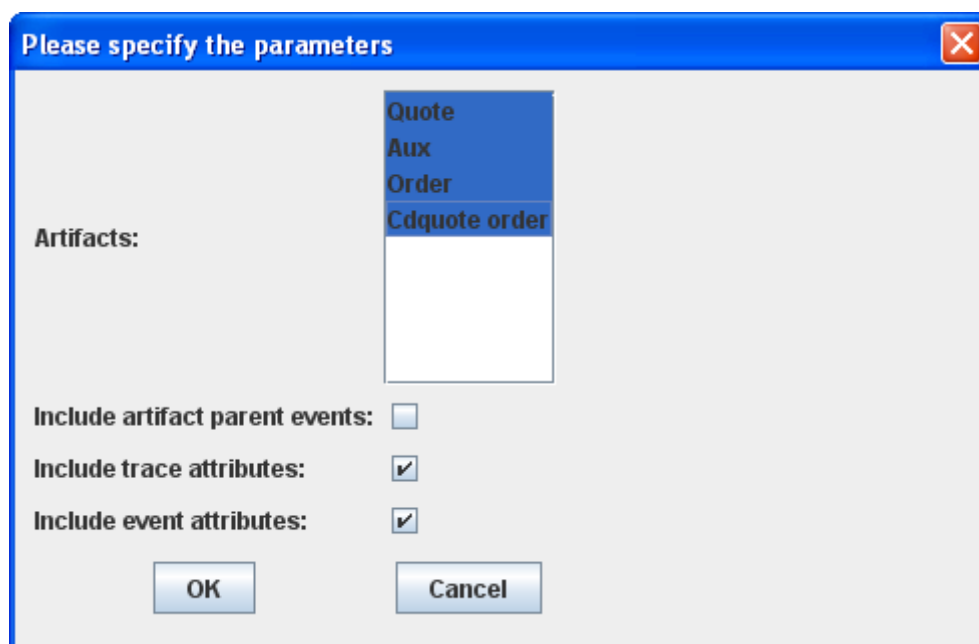 Please specify the parameters
Quote
Aux
Order
Cdquote order
Artifacts:
Include artifact parent events:
Include trace attributes:
Include event attributes:
OK Cancel